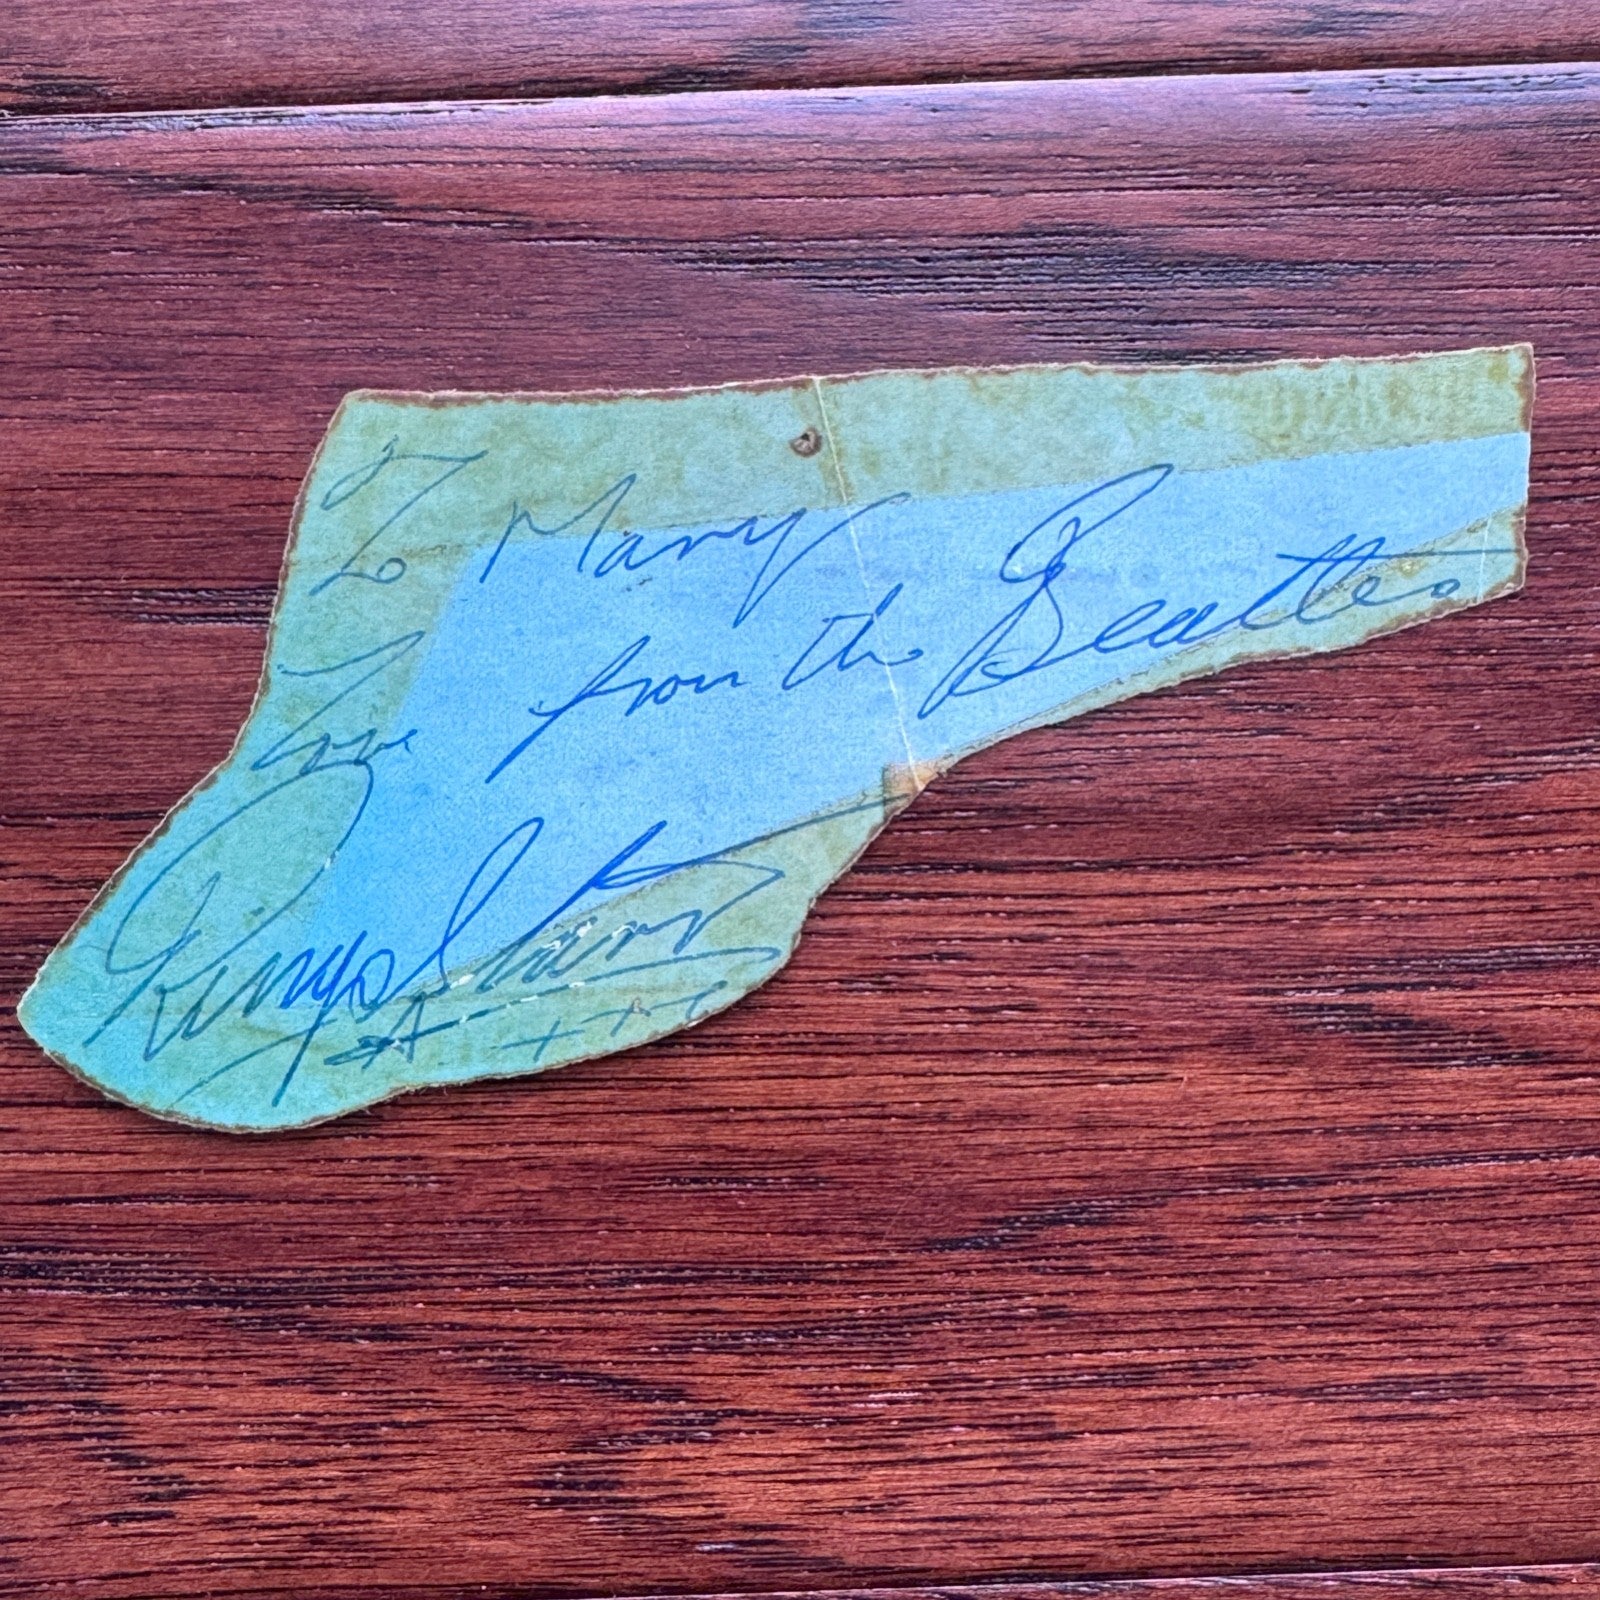 To Mary
Love from the Beatles
Ringo Starr
+ + +